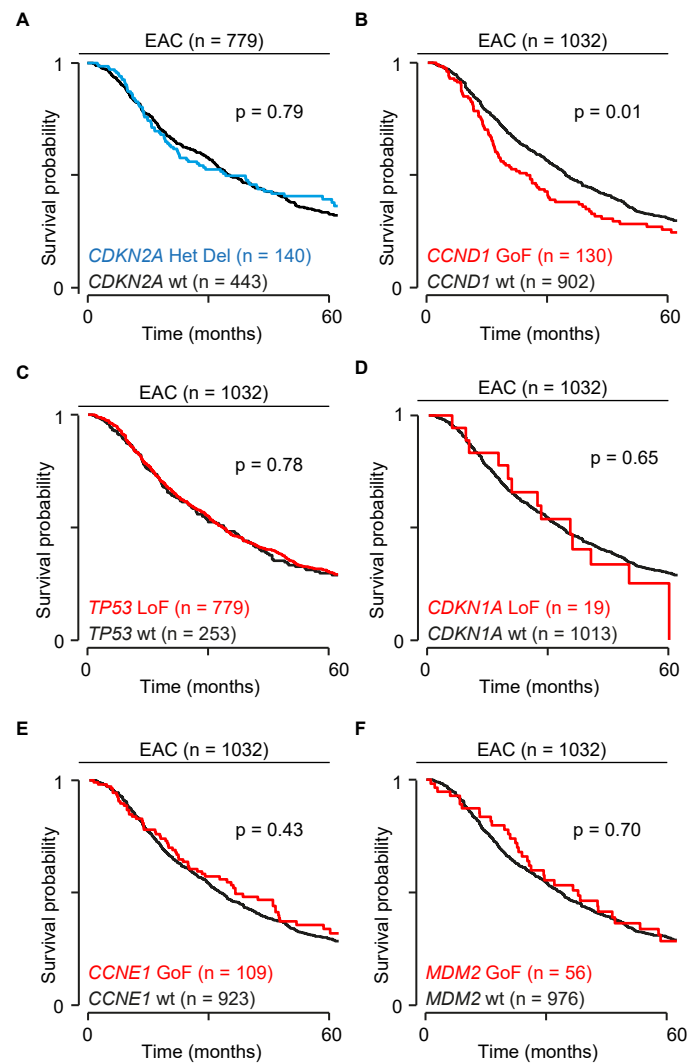 A
EAC (n = 779)
1
p = 0.79
Survival probability
CDKN2A Het Del (n = 140)
CDKN2A wt (n = 443)
0
0
60
Time (months)
B
EAC (n = 1032)
1
p = 0.01
Survival probability
CCND1 GoF (n = 130)
CCND1 wt (n = 902)
0
0
60
Time (months)
C
EAC (n = 1032)
1
p = 0.78
Survival probability
TP53 LoF (n = 779)
TP53 wt (n = 253)
0
0
60
Time (months)
D
EAC (n = 1032)
1
p = 0.65
Survival probability
CDKN1A LoF (n = 19)
CDKN1A wt (n = 1013)
0
0
60
Time (months)
E
EAC (n = 1032)
1
p = 0.43
Survival probability
CCNE1 GoF (n = 109)
CCNE1 wt (n = 923)
0
0
60
Time (months)
F
EAC (n = 1032)
1
p = 0.70
Survival probability
MDM2 GoF (n = 56)
MDM2 wt (n = 976)
0
0
60
Time (months)